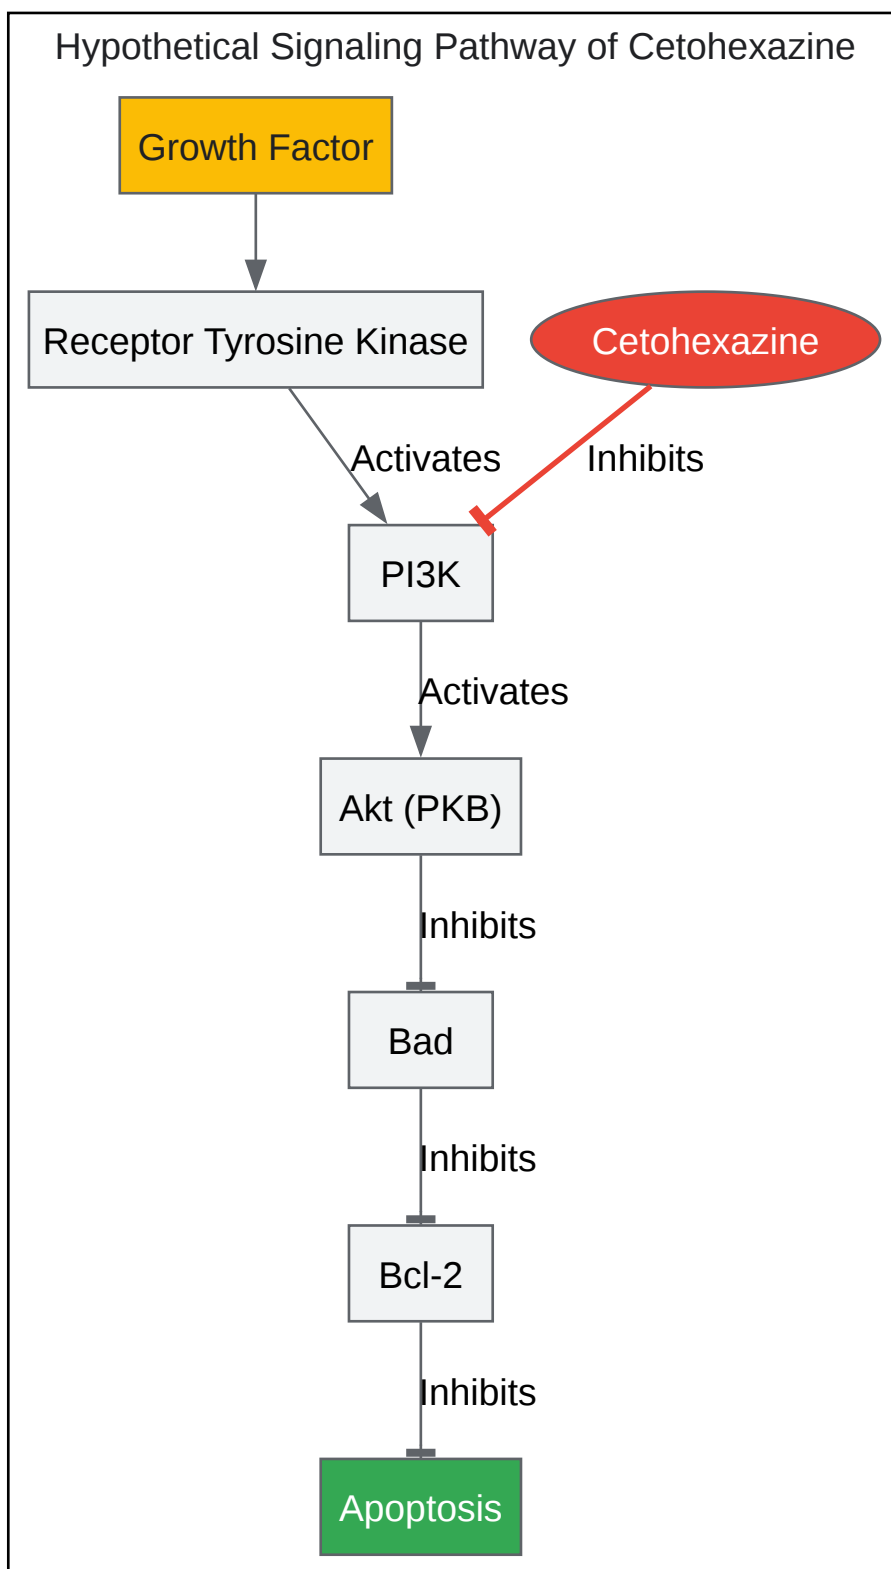 Hypothetical Signaling Pathway of Cetohexazine
Growth Factor
Receptor Tyrosine Kinase
Cetohexazine
Activates
Inhibits
PI3K
Activates
Akt (PKB)
Inhibits
Bad
Inhibits
Bcl-2
Inhibits
Apoptosis